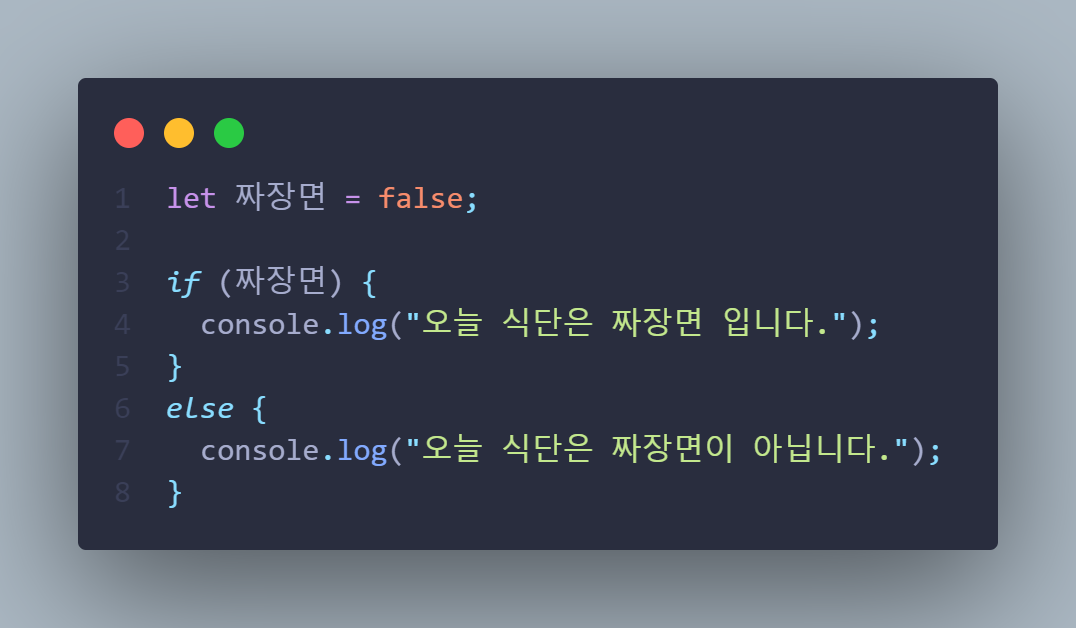 1 let 짜장면 = false;
2
3 if (짜장면) {
4   console.log("오늘 식단은 짜장면 입니다.");
5 }
6 else {
7   console.log("오늘 식단은 짜장면이 아닙니다.");
8 }